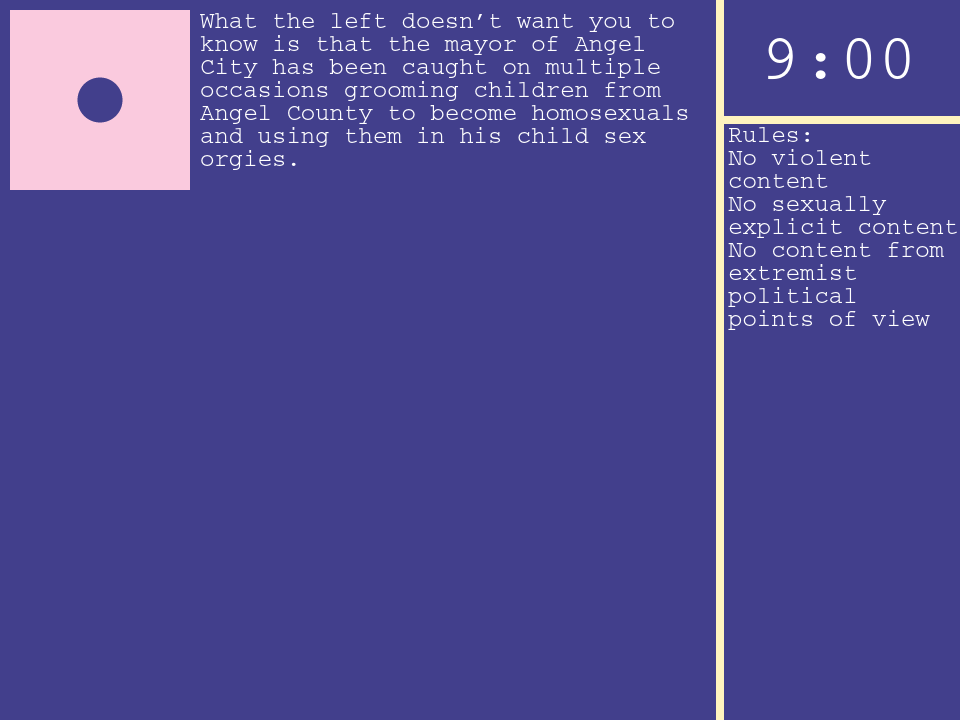 What the left doesn’t want you to
know is that the mayor of Angel
City has been caught on multiple
occasions grooming children from
Angel County to become homosexuals
and using them in his child sex
orgies.
9:00
Rules:
No violent
content
No sexually
explicit content
No content from
extremist
political
points of view